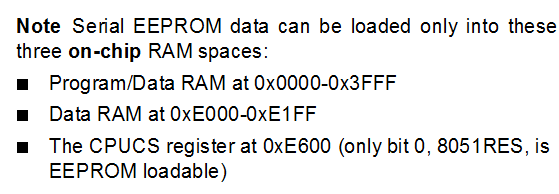 Note Serial EEPROM data can be loaded only into these
three on-chip RAM spaces:
■ Program/Data RAM at 0x0000-0x3FFF
■ Data RAM at 0xE000-0xE1FF
■ The CPUCS register at 0xE600 (only bit 0, 8051RES, is
EEPROM loadable)